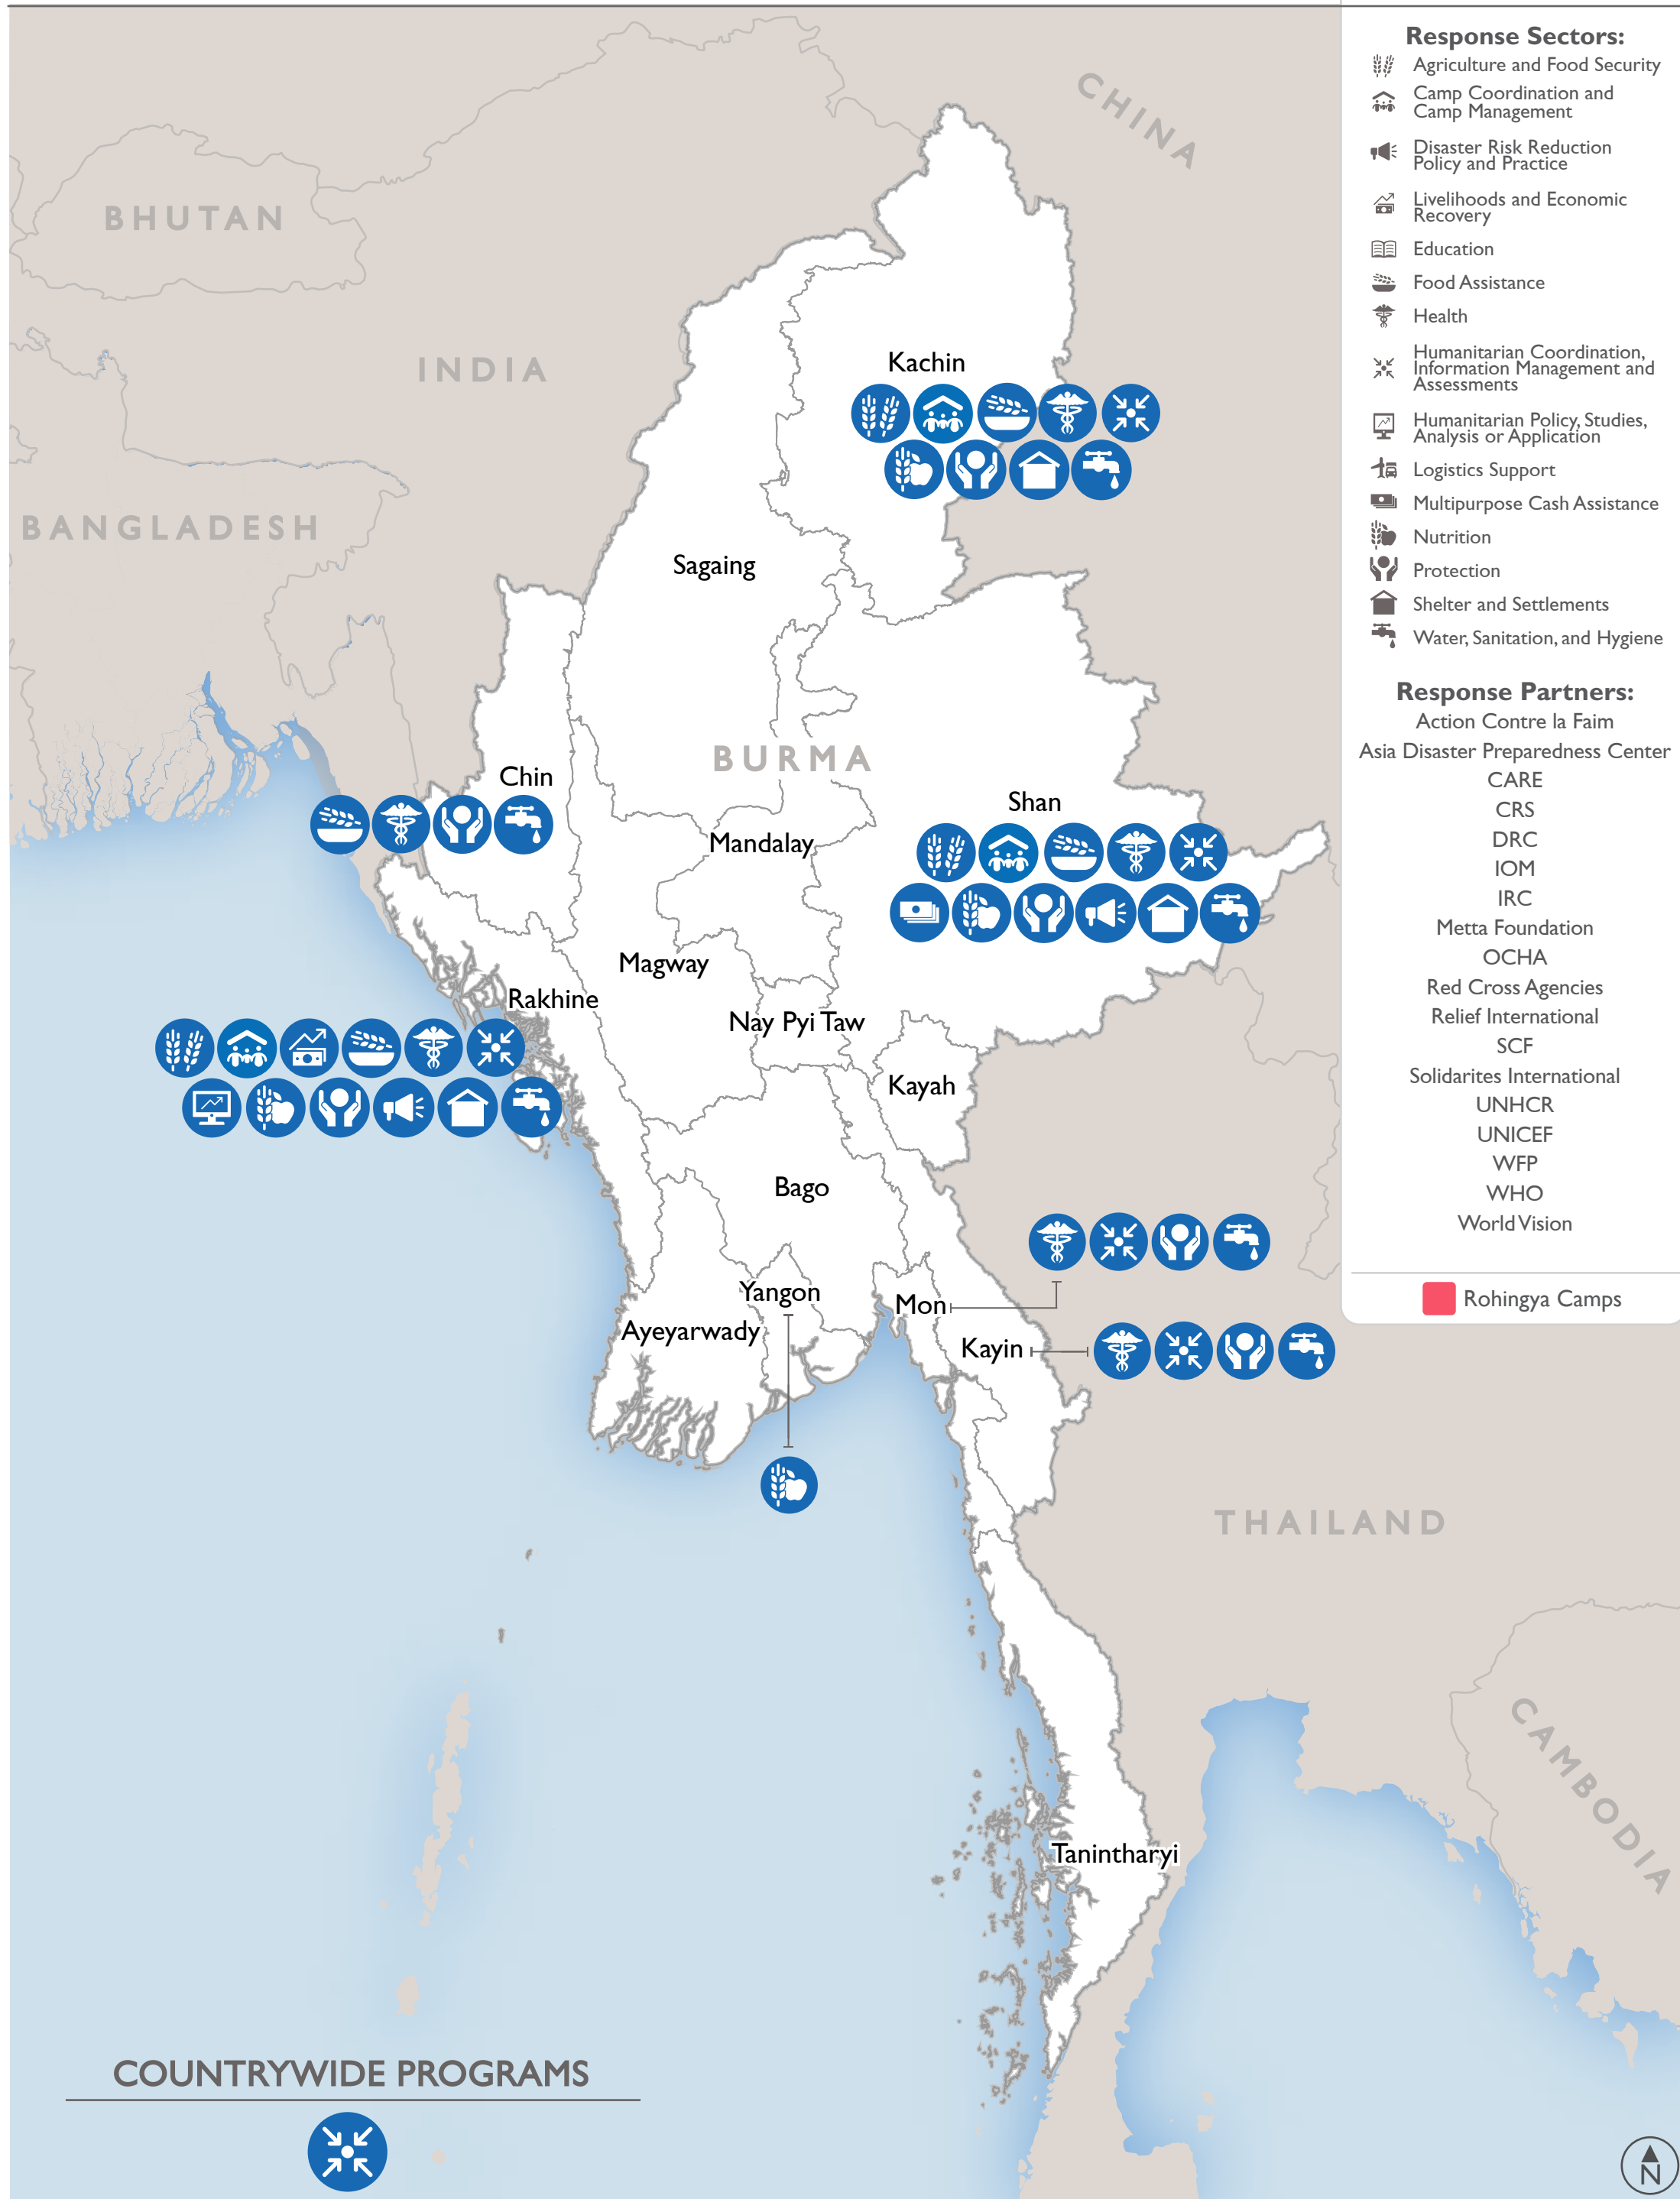 CHINA
BHUTAN
INDIA
BANGLADESH
Kachin
Sagaing
BURMA
Chin
Shan
Mandalay
Magway
Rakhine
Nay Pyi Taw
Kayah
Bago
Yangon
Mon
Ayeyarwady
Kayin
THAILAND
CAMBODIA
Tanintharyi
COUNTRYWIDE PROGRAMS
Response Sectors:
Agriculture and Food Security
Camp Coordination and
Camp Management
Disaster Risk Reduction
Policy and Practice
Livelihoods and Economic
Recovery
Education
Food Assistance
Health
Humanitarian Coordination,
Information Management and
Assessments
Humanitarian Policy, Studies,
Analysis or Application
Logistics Support
Multipurpose Cash Assistance
Nutrition
Protection
Shelter and Settlements
Water, Sanitation, and Hygiene
Response Partners:
Action Contre la Faim
Asia Disaster Preparedness Center
CARE
CRS
DRC
IOM
IRC
Metta Foundation
OCHA
Red Cross Agencies
Relief International
SCF
Solidarites International
UNHCR
UNICEF
WFP
WHO
World Vision
Rohingya Camps
N